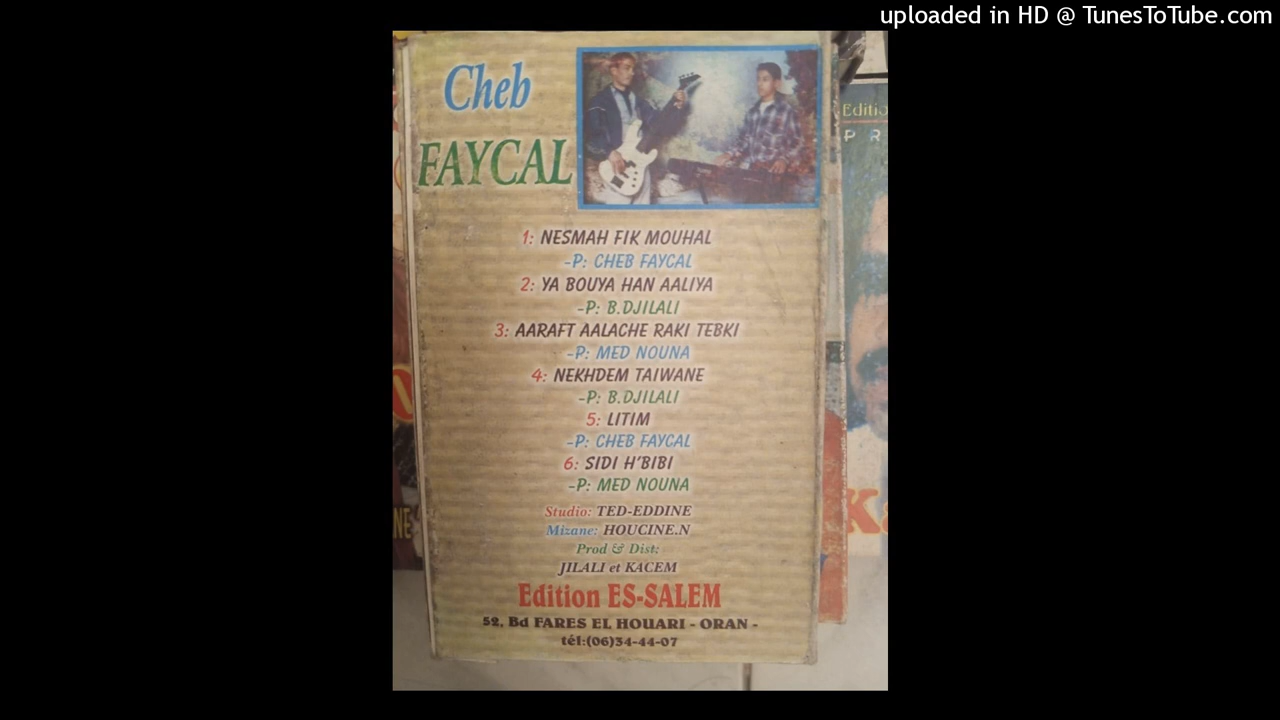 uploaded in HD @ TunesToTube.com
Cheb
FAYCAL
1: NESMAH FIK MOUHAL
-P: CHEB FAYCAL
2: YA BOUYA HAN AALIYA
-P: B.DJILALI
3: AARAFT AALACHE RAKI TEBKI
-P: MED NOUNA
4: NEKHDEM TAIWANE
-P: B.DJILALI
5: LITIM
-P: CHEB FAYCAL
6: SIDI H'BIBI
-P: MED NOUNA
Studio: TED-EDDINE
Mizane: HOUCINE.N
Prod & Dist:
JILALI et KACEM
Edition ES-SALEM
52, Bd FARES EL HOUARI - ORAN -
tél:(06)34-44-07